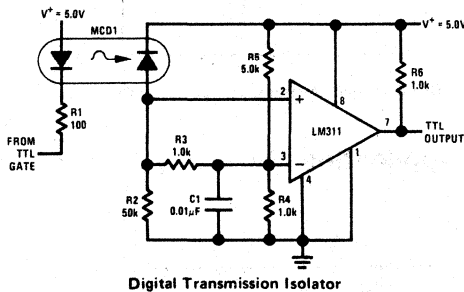 V⁺ = 5.0V
MCD1
V⁺ = 5.0V
R5
5.0k
R6
1.0k
R1
100
2
+
8
LM311
7
TTL
OUTPUT
FROM
TTL
GATE
R3
1.0k
3
−
4
1
R2
50k
C1
0.01µF
R4
1.0k
Digital Transmission Isolator